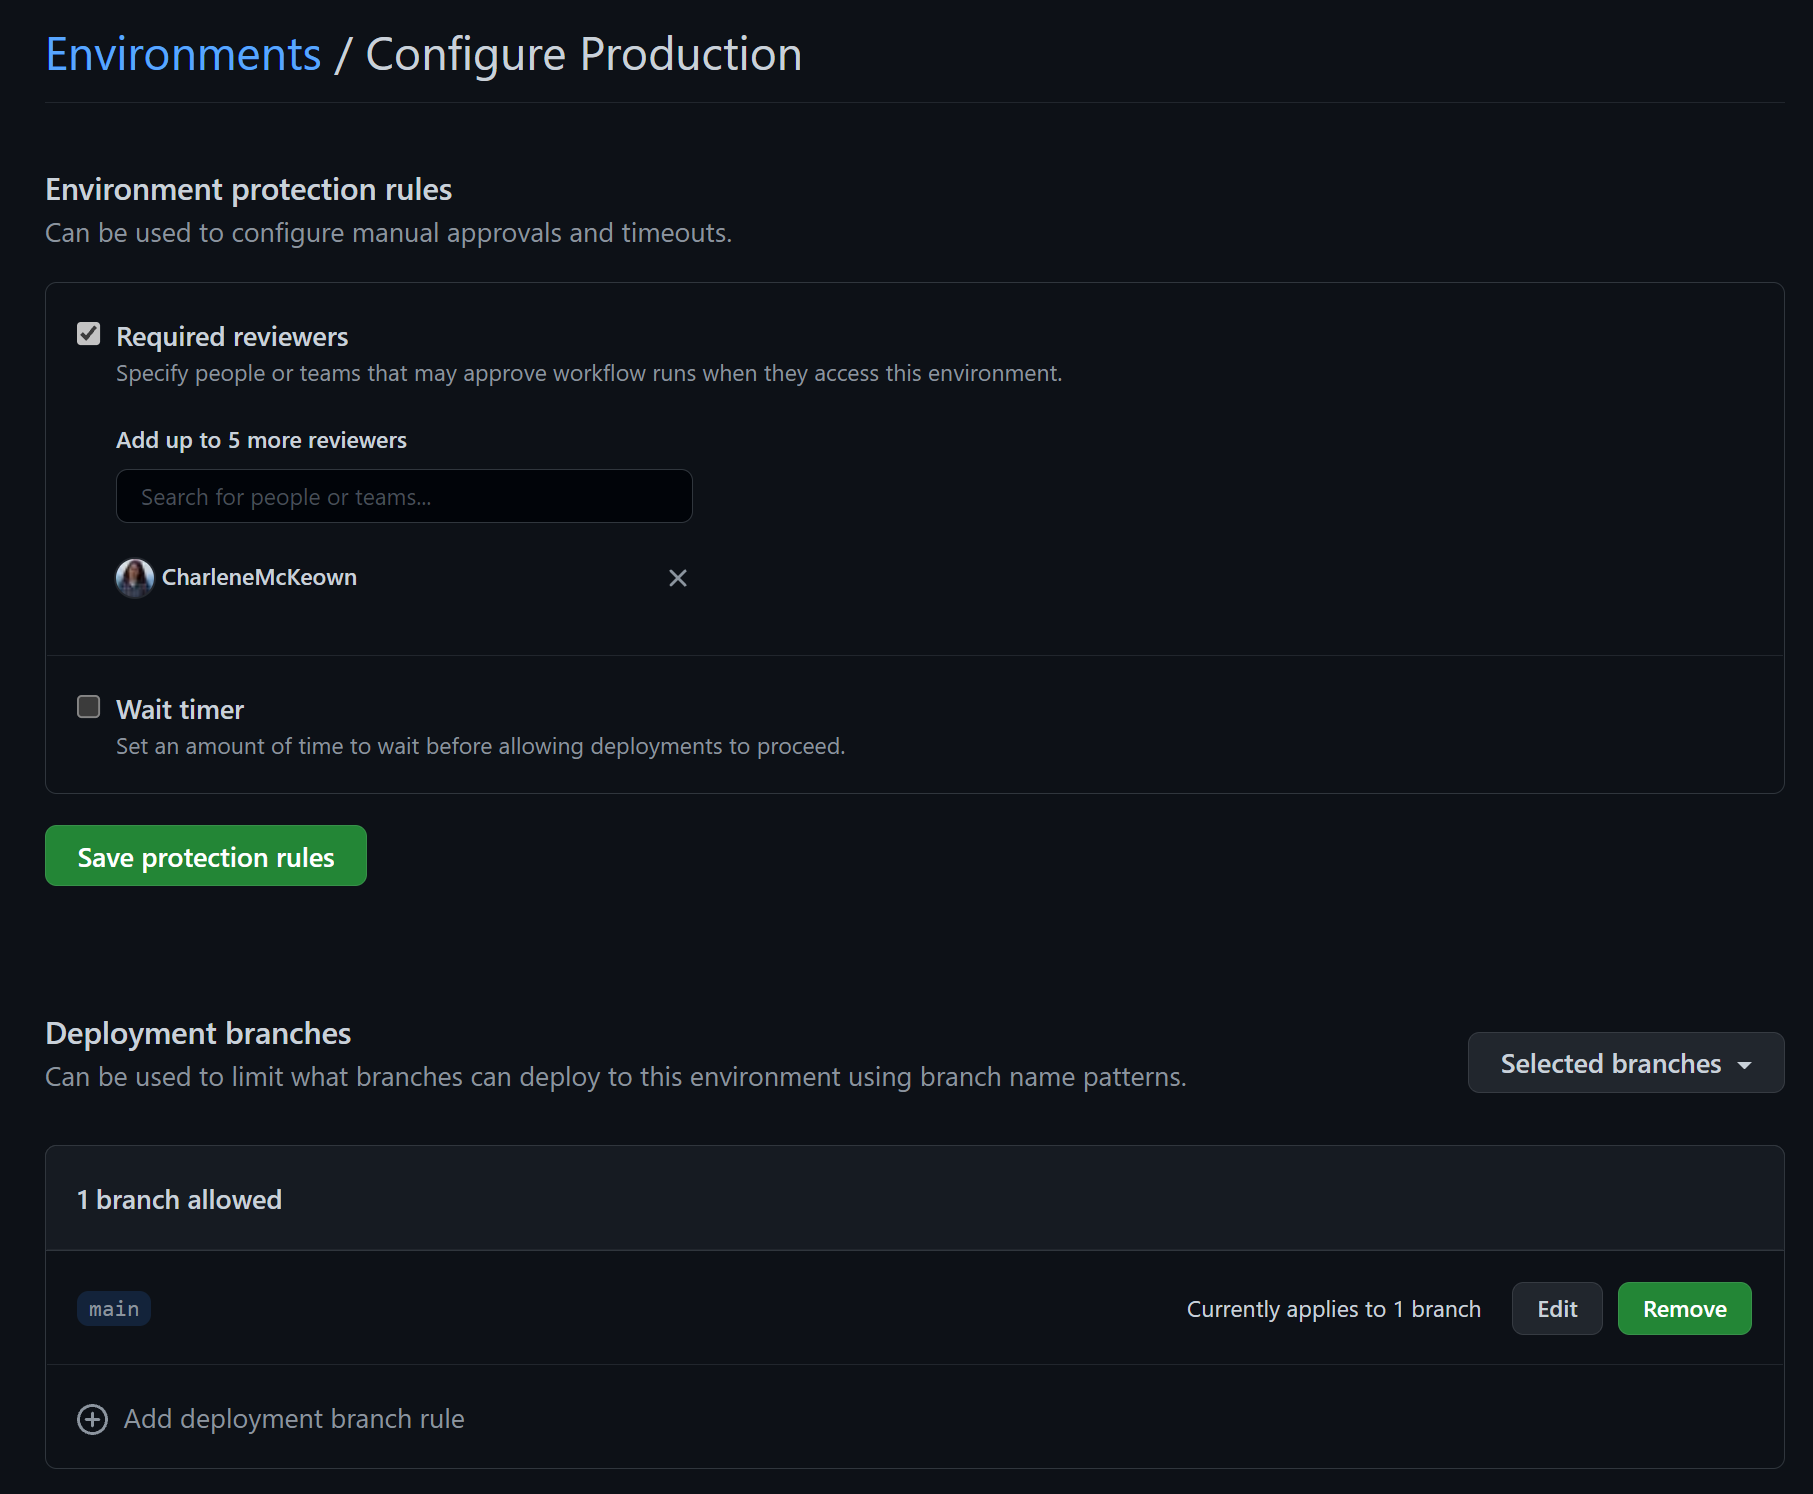 Environments / Configure Production
Environment protection rules
Can be used to configure manual approvals and timeouts.
Required reviewers
Specify people or teams that may approve workflow runs when they access this environment.
Add up to 5 more reviewers
Search for people or teams...
CharleneMcKeown
Wait timer
Set an amount of time to wait before allowing deployments to proceed.
Save protection rules
Deployment branches
Can be used to limit what branches can deploy to this environment using branch name patterns.
Selected branches
1 branch allowed
main
Currently applies to 1 branch
Edit
Remove
Add deployment branch rule